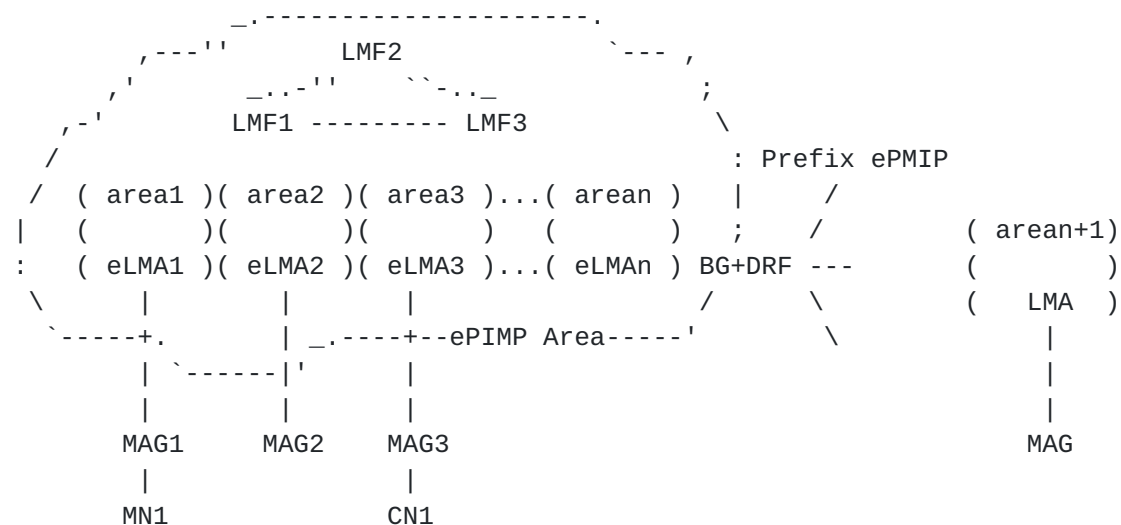 LMF2
LMF1 --------- LMF3
: Prefix ePMIP
( area1 )( area2 )( area3 )...( arean )
( arean+1)
( eLMA1 )( eLMA2 )( eLMA3 )...( eLMAn ) BG+DRF ---
( LMA )
ePIMP Area
MAG1 MAG2 MAG3 MAG
MN1 CN1